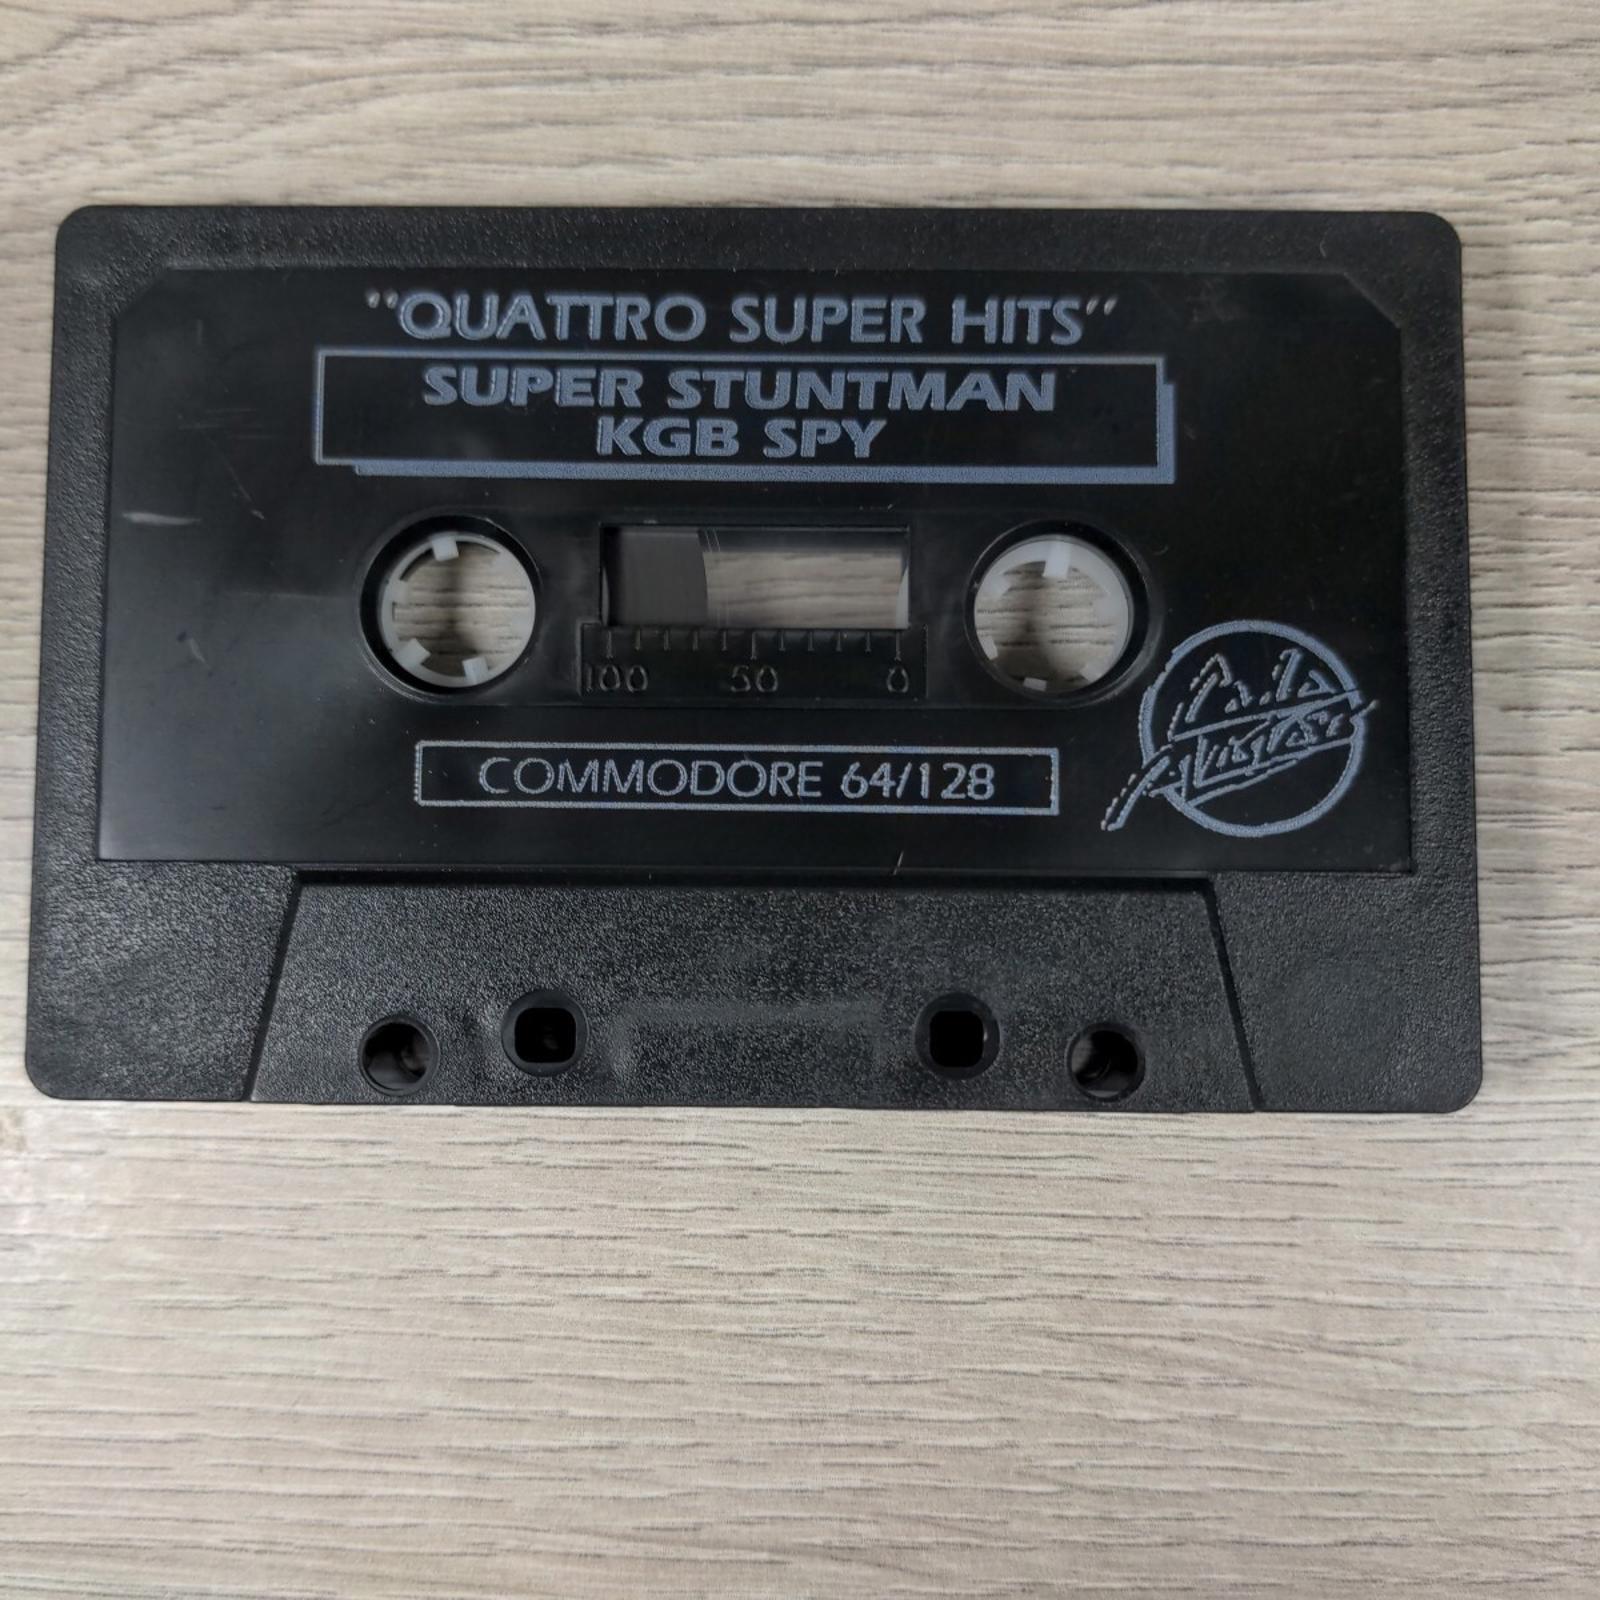 "QUATTRO SUPER HITS"
SUPER STUNTMAN
KGB SPY
100 50 0
COMMODORE 64/128